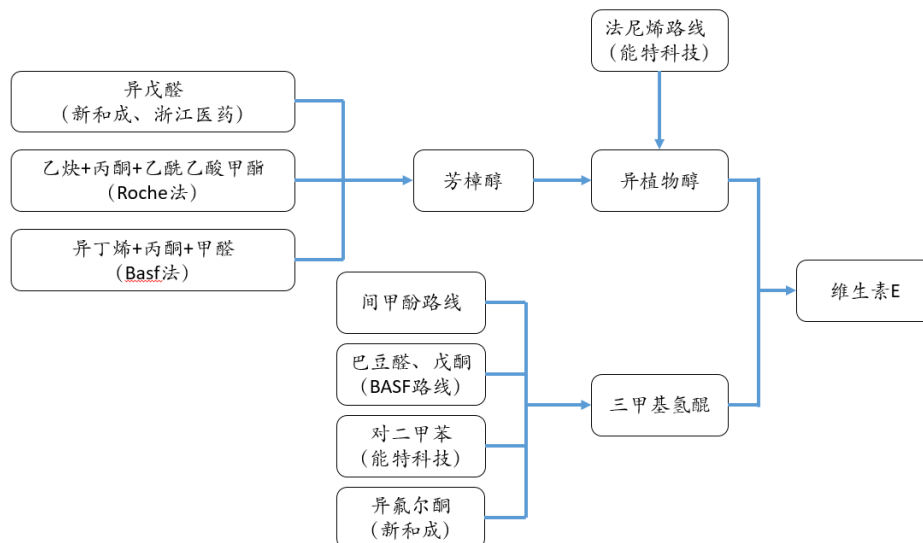 法尼烯路线
（能特科技）
异戊醛
（新和成、浙江医药）
乙炔+丙酮+乙酰乙酸甲酯
（Roche法）
异丁烯+丙酮+甲醛
（Basf法）
芳樟醇
异植物醇
维生素E
间甲酚路线
巴豆醛、戊酮
（BASF路线）
对二甲苯
（能特科技）
异氟尔酮
（新和成）
三甲基氢醌